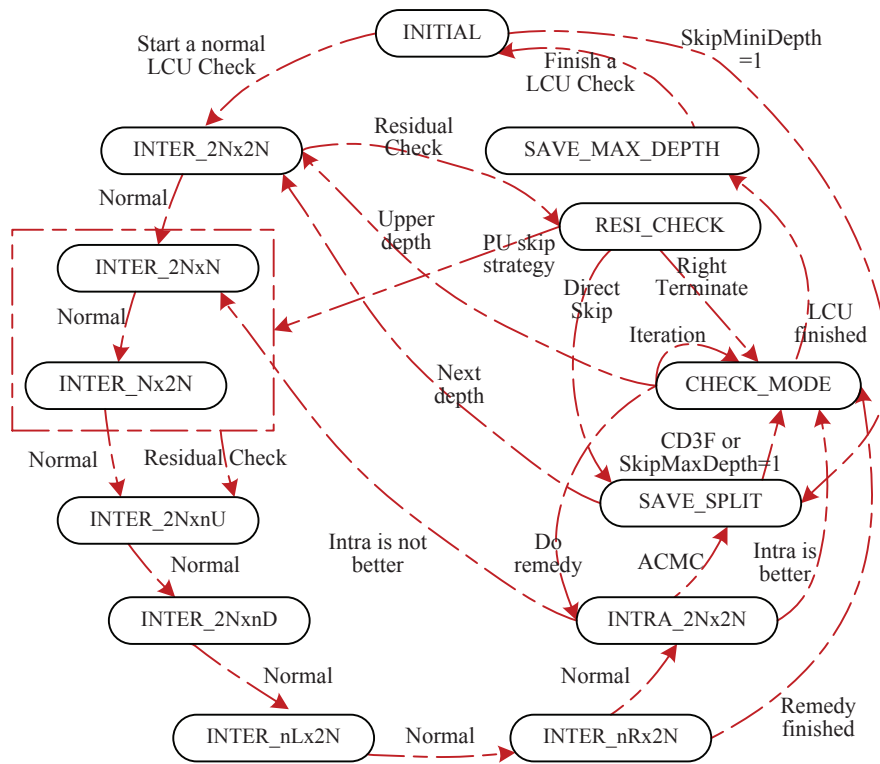 INITIAL
Start a normal
LCU Check
SkipMiniDepth
=1
Finish a
LCU Check
INTER_2Nx2N
Residual
Check
SAVE_MAX_DEPTH
Normal
Upper
depth
RESI_CHECK
PU skip
strategy
INTER_2NxN
Direct
Skip
Right
Terminate
Normal
Iteration
LCU
finished
INTER_Nx2N
Next
depth
CHECK_MODE
Normal
Residual Check
CD3F or
SkipMaxDepth=1
SAVE_SPLIT
INTER_2NxnU
Intra is not
better
Do
remedy
ACMC
Intra is
better
Normal
INTER_2NxnD
INTRA_2Nx2N
Normal
Normal
Remedy
finished
INTER_nLx2N
Normal
INTER_nRx2N